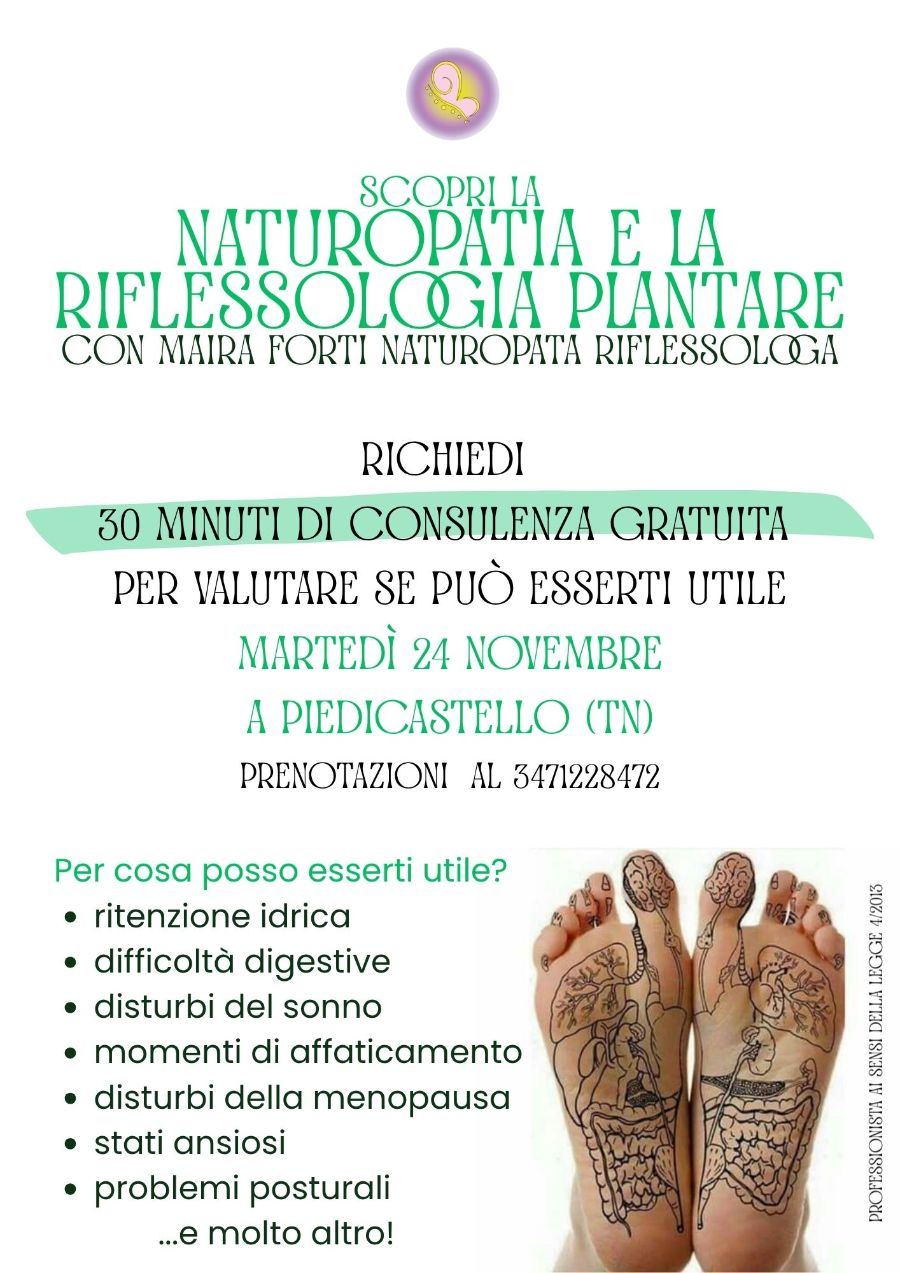 SCOPRI LA
NATUROPATIA E LA
RIFLESSOLOGIA PLANTARE
CON MAIRA FORTI NATUROPATA RIFLESSOLOGA
RICHIEDI
30 MINUTI DI CONSULENZA GRATUITA
PER VALUTARE SE PUÒ ESSERTI UTILE
MARTEDÌ 24 NOVEMBRE
A PIEDICASTELLO (TN)
PRENOTAZIONI AL 3471228472
Per cosa posso esserti utile?
• ritenzione idrica
• difficoltà digestive
• disturbi del sonno
• momenti di affaticamento
• disturbi della menopausa
• stati ansiosi
• problemi posturali
...e molto altro!
PROFESSIONISTA AI SENSI DELLA LEGGE 4/2013